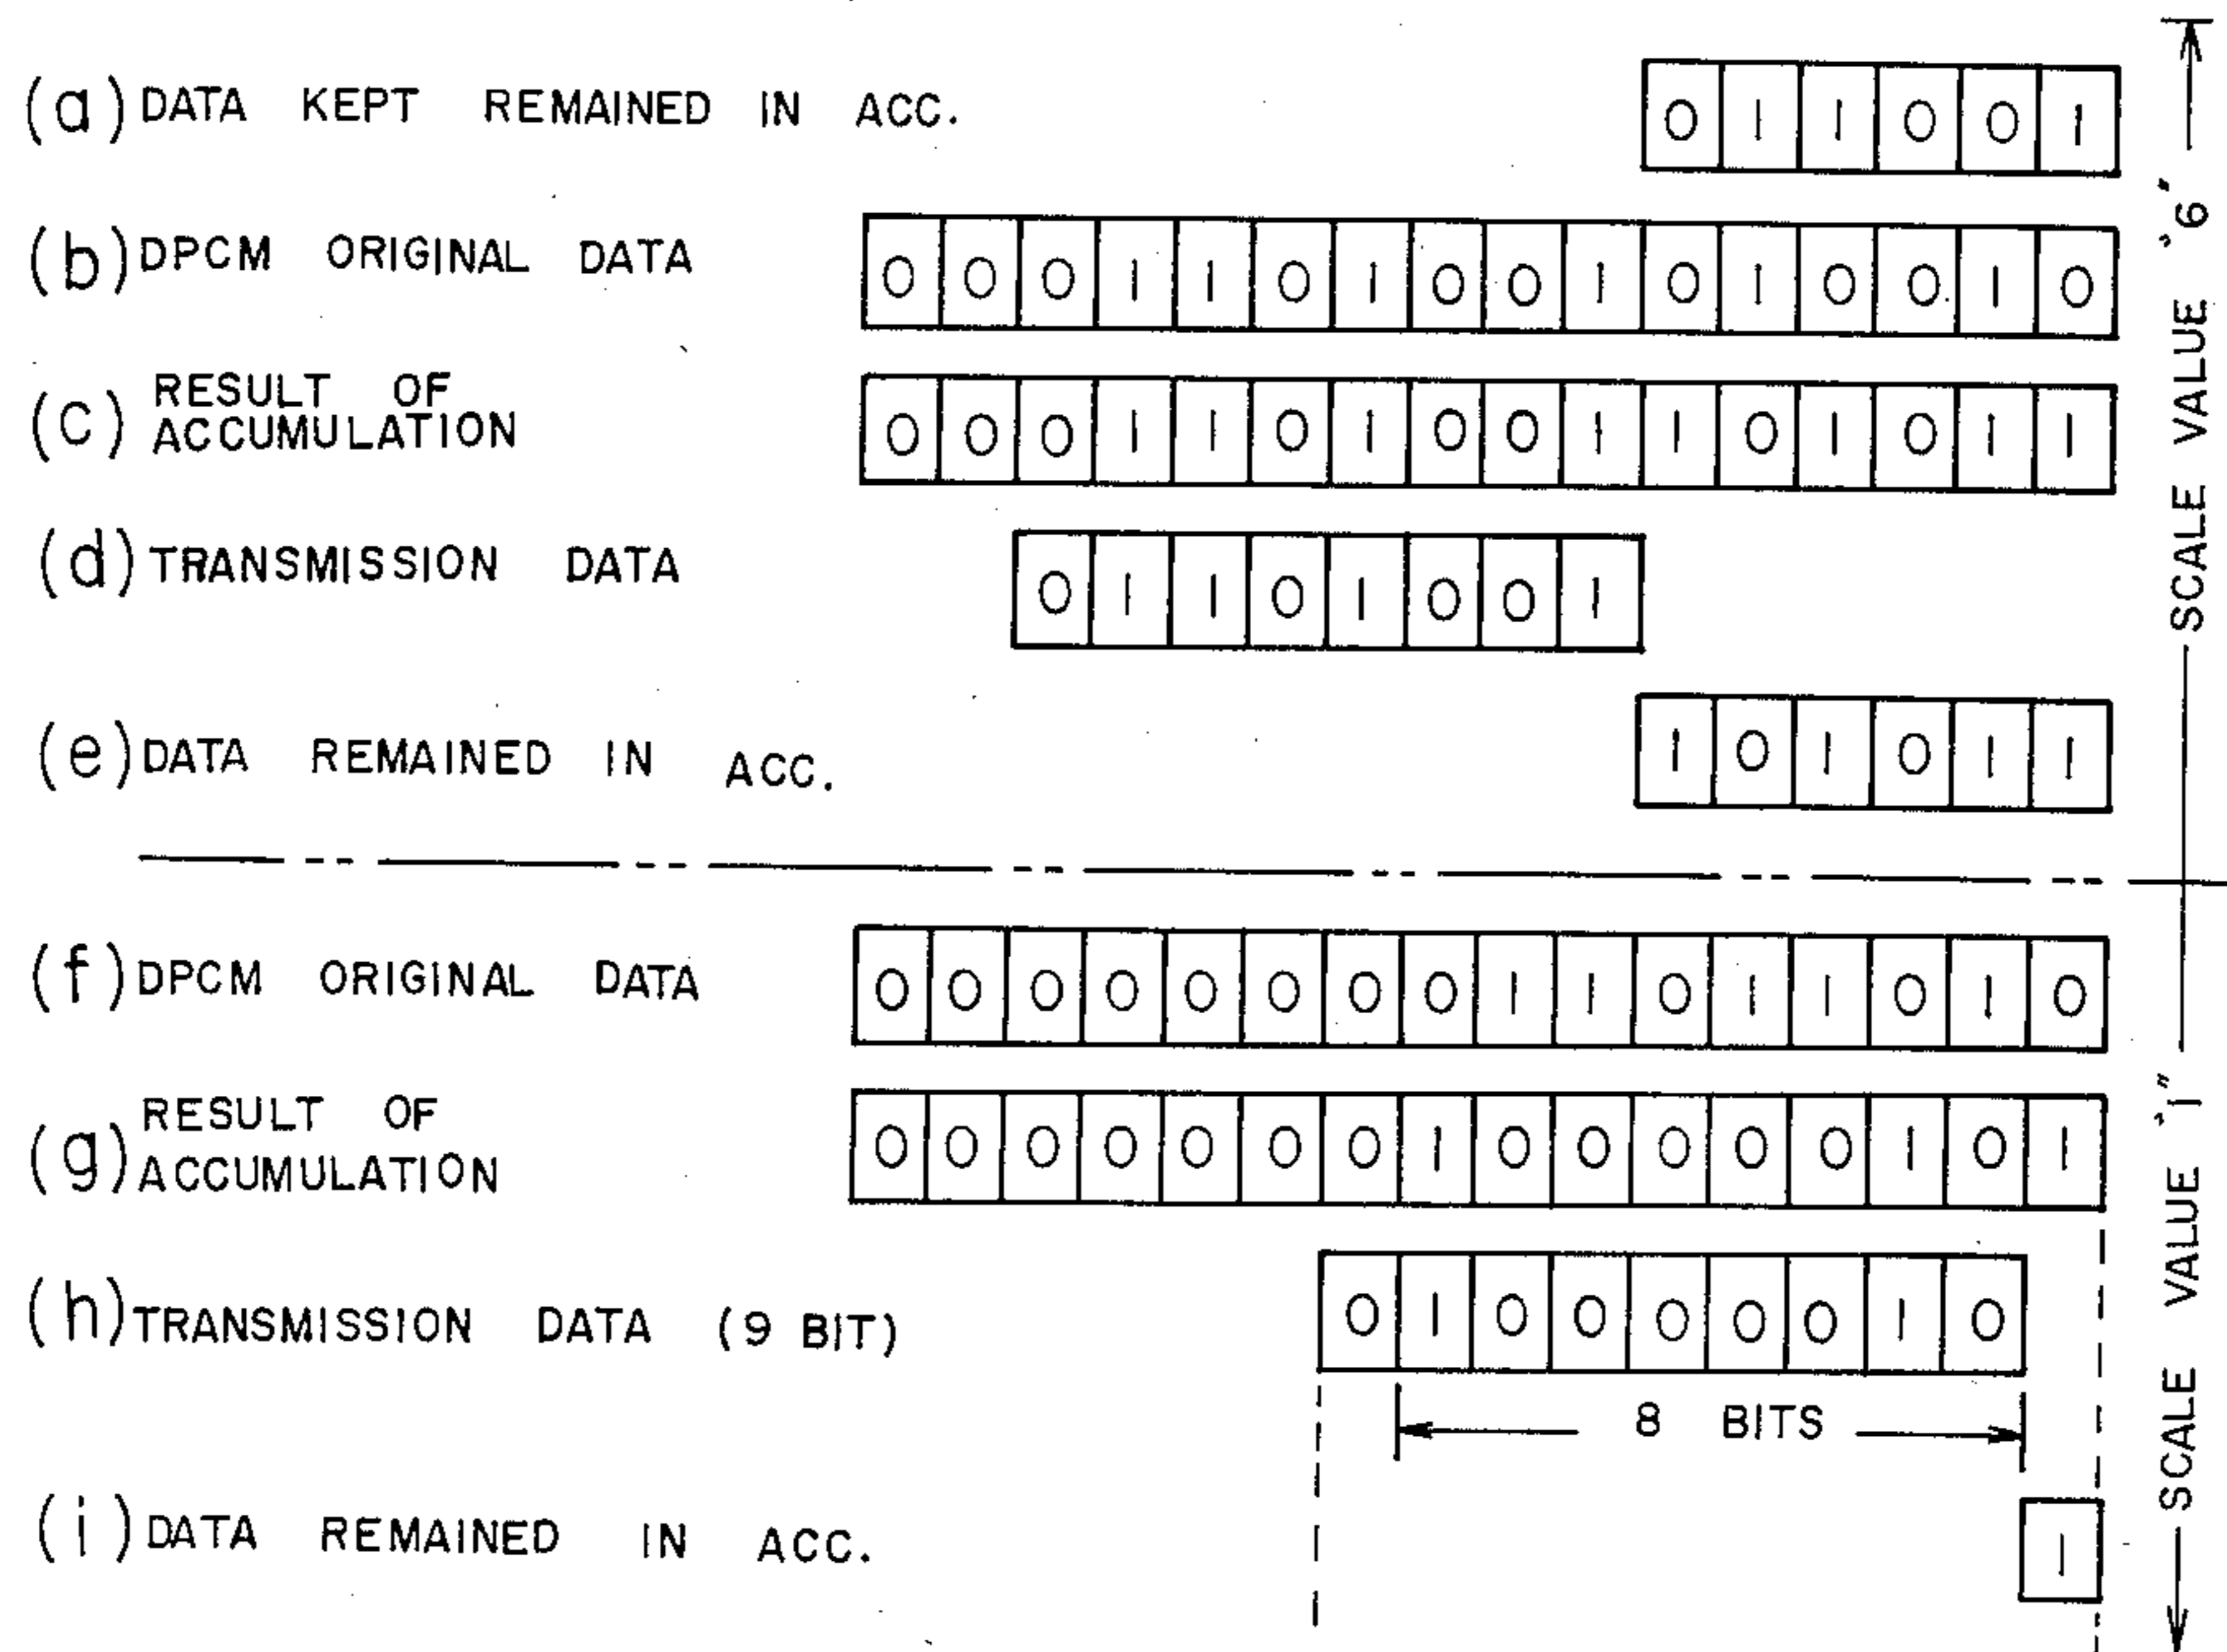 (a) DATA KEPT REMAINED IN ACC. 0 1 1 0 0 1
(b) DPCM ORIGINAL DATA 0 0 0 1 1 0 1 0 0 1 0 1 0 0 1 0
(c) RESULT OF
ACCUMULATION 0 0 0 1 1 0 1 0 0 1 1 0 1 0 1 1
(d) TRANSMISSION DATA 0 1 1 0 1 0 0 1
(e) DATA REMAINED IN ACC. 1 0 1 0 1 1
SCALE VALUE "6"
(f) DPCM ORIGINAL DATA 0 0 0 0 0 0 0 0 1 1 0 1 1 0 1 0
(g) RESULT OF
ACCUMULATION 0 0 0 0 0 0 0 1 0 0 0 0 0 1 0 1
(h) TRANSMISSION DATA (9 BIT) 0 1 0 0 0 0 0 1 0
8 BITS
(i) DATA REMAINED IN ACC. 1
SCALE VALUE "1"